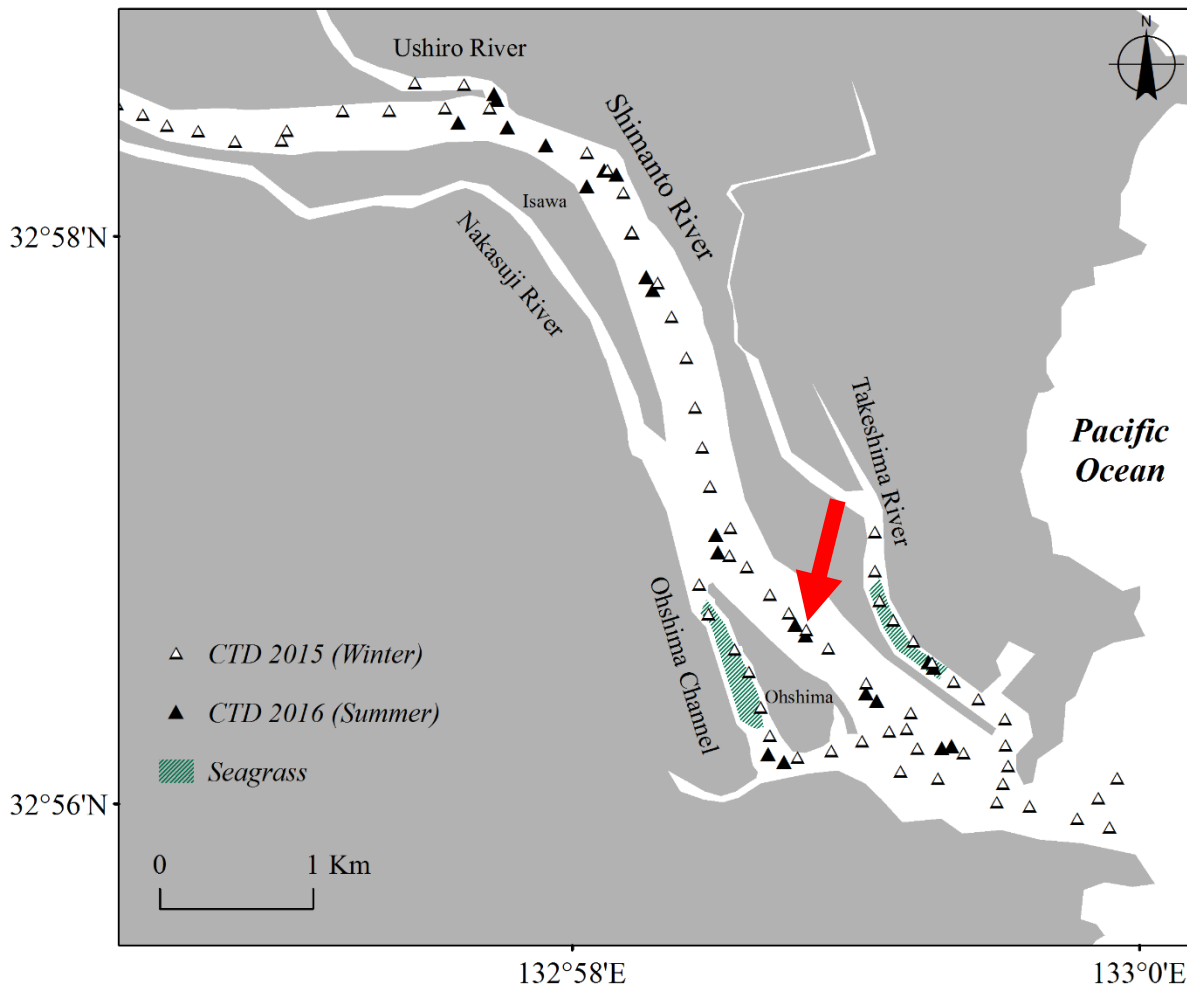 N
Ushiro River
Shimanto River
Isawa
Nakasuji River
32°58'N
Takeshima River
Pacific
Ocean
Ohshima Channel
Ohshima
CTD 2015 (Winter)
CTD 2016 (Summer)
Seagrass
32°56'N
0 1 Km
132°58'E 133°0'E